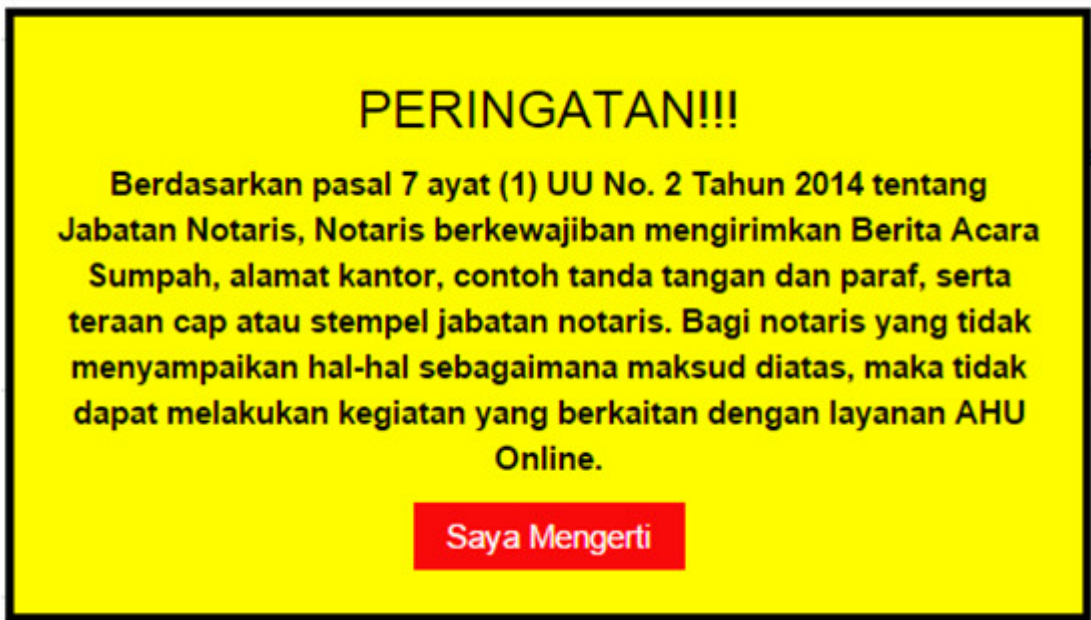 PERINGATAN!!!
Berdasarkan pasal 7 ayat (1) UU No. 2 Tahun 2014 tentang
Jabatan Notaris, Notaris berkewajiban mengirimkan Berita Acara
Sumpah, alamat kantor, contoh tanda tangan dan paraf, serta
teraan cap atau stempel jabatan notaris. Bagi notaris yang tidak
menyampaikan hal-hal sebagaimana maksud diatas, maka tidak
dapat melakukan kegiatan yang berkaitan dengan layanan AHU
Online.
Saya Mengerti